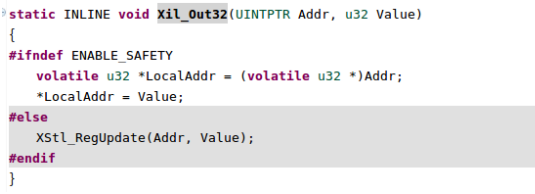 static INLINE void Xil_Out32(UINTPTR Addr, u32 Value)
{
#ifndef ENABLE_SAFETY
volatile u32 *LocalAddr = (volatile u32 *)Addr;
*LocalAddr = Value;
#else
XStl_RegUpdate(Addr, Value);
#endif
}